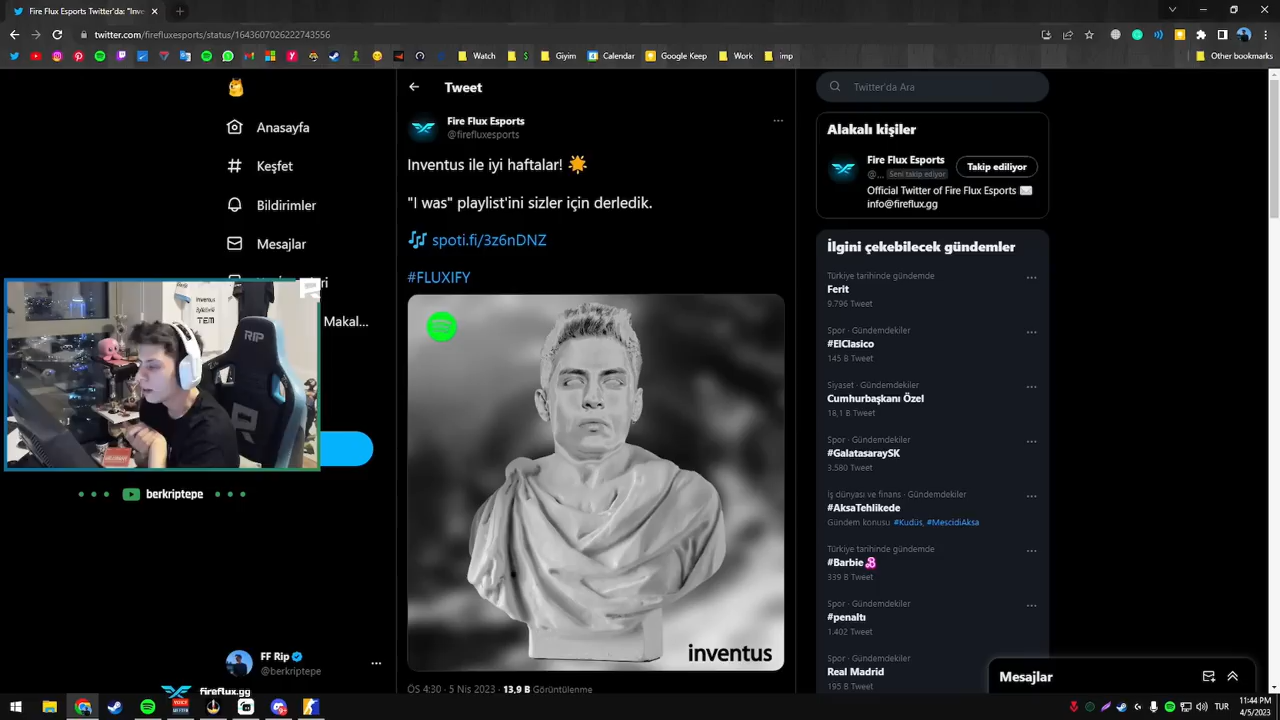 Fire Flux Esports Twitter'da "Inve
twitter.com/firefluxesports/status/1643607026222743556
Watch
$
Giyim
Calendar
Google Keep
Work
imp
Other bookmarks
Anasayfa
Keşfet
Bildirimler
Mesajlar
Tweet
Fire Flux Esports
@firefluxesports
Inventus ile iyi haftalar!
"I was" playlist'ini sizler için derledik.
spoti.fi/3z6nDNZ
#FLUXIFY
inventus
ÖS 4:30 · 5 Nis 2023 · 13,9 B Görüntülenme
Makal...
inventus
TEM
RIP
berkriptepe
FF Rip
@berkriptepe
fireflux.gg
Twitter'da Ara
Alakalı kişiler
Fire Flux Esports
@... Seni takip ediyor
Takip ediliyor
Official Twitter of Fire Flux Esports
info@fireflux.gg
İlgini çekebilecek gündemler
Türkiye tarihinde gündemde
Ferit
9.796 Tweet
Spor · Gündemdekiler
#ElClasico
145 B Tweet
Siyaset · Gündemdekiler
Cumhurbaşkanı Özel
18,1 B Tweet
Spor · Gündemdekiler
#GalatasaraySK
3.580 Tweet
İş dünyası ve finans · Gündemdekiler
#AksaTehlikede
Gündem konusu #Kudüs, #MescidiAksa
Türkiye tarihinde gündemde
#Barbie
339 B Tweet
Spor · Gündemdekiler
#penaltı
1.402 Tweet
Spor · Gündemdekiler
Real Madrid
195 B Tweet
Mesajlar
TUR
11:44 PM
4/5/2023